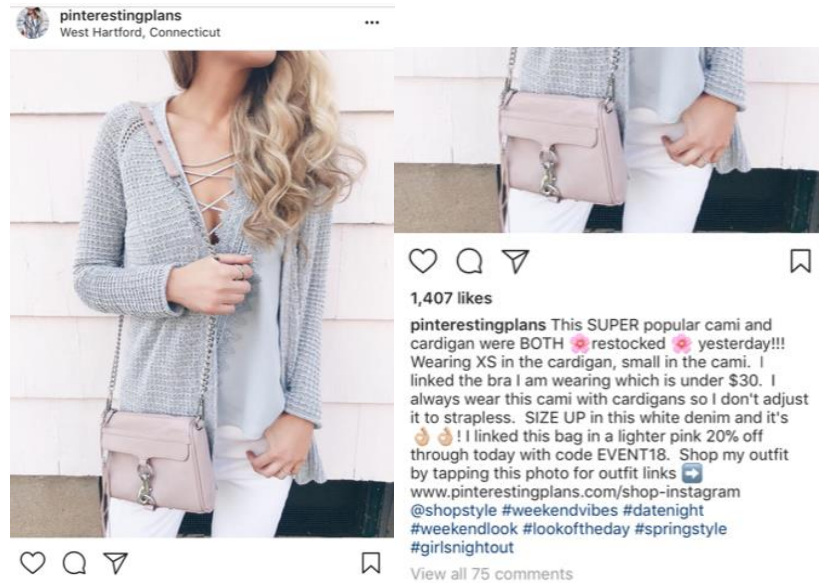 pinterestingplans
West Hartford, Connecticut
1,407 likes
pinterestingplans This SUPER popular cami and
cardigan were BOTH 🌸restocked 🌸 yesterday!!!
Wearing XS in the cardigan, small in the cami.  I
linked the bra I am wearing which is under $30.  I
always wear this cami with cardigans so I don't adjust
it to strapless.  SIZE UP in this white denim and it's
👌🏼👌🏼! I linked this bag in a lighter pink 20% off
through today with code EVENT18.  Shop my outfit
by tapping this photo for outfit links ➡️
www.pinterestingplans.com/shop-instagram
@shopstyle #weekendvibes #datenight
#weekendlook #lookoftheday #springstyle
#girlsnightout
View all 75 comments